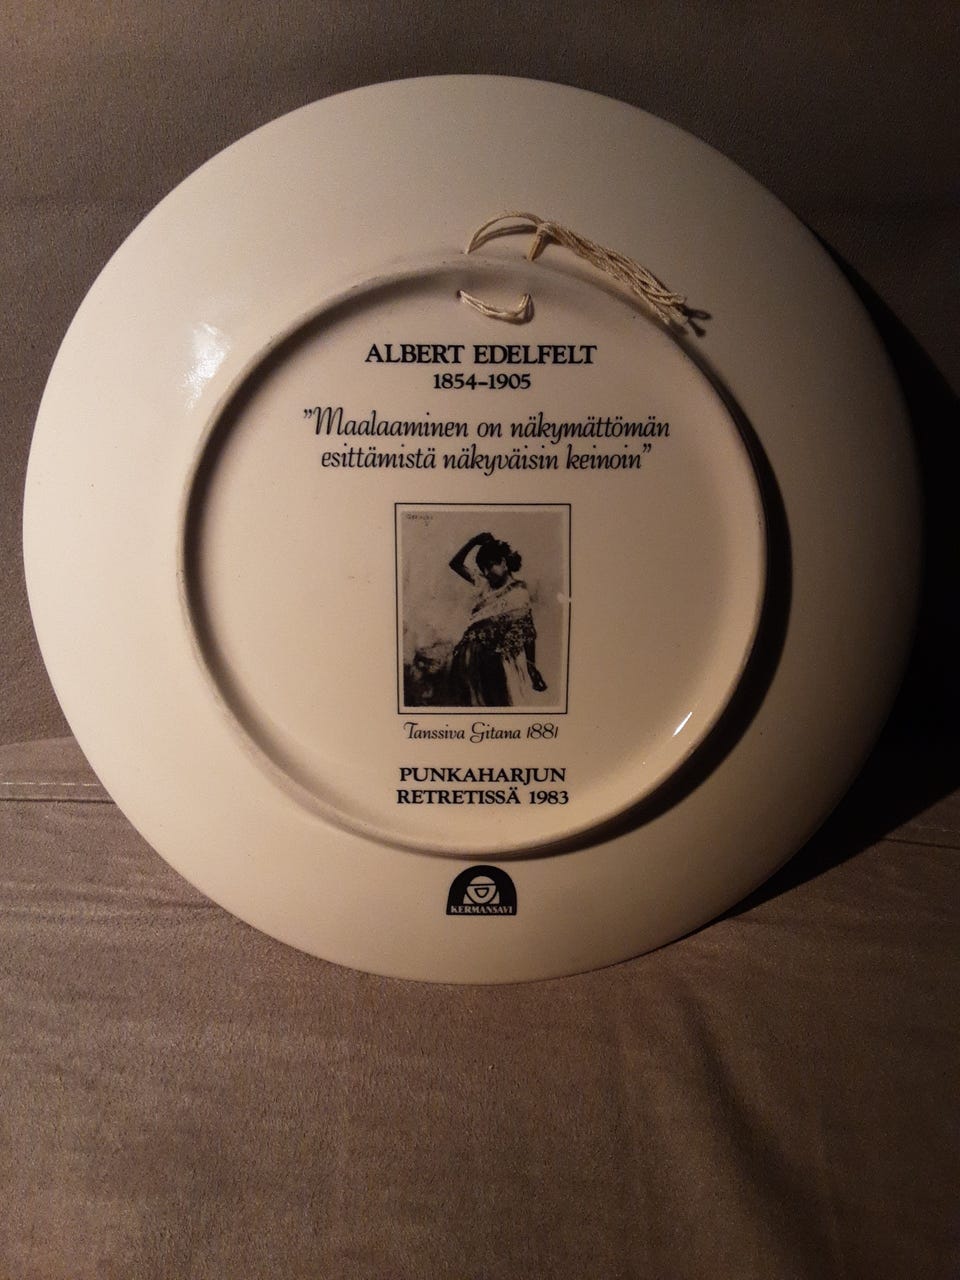 ALBERT EDELFELT
1854–1905
”Maalaaminen on näkymättömän
esittämistä näkyväisin keinoin”
Tanssiva Gitana 1881
PUNKAHARJUN
RETRETISSÄ 1983
KERMANSAVI